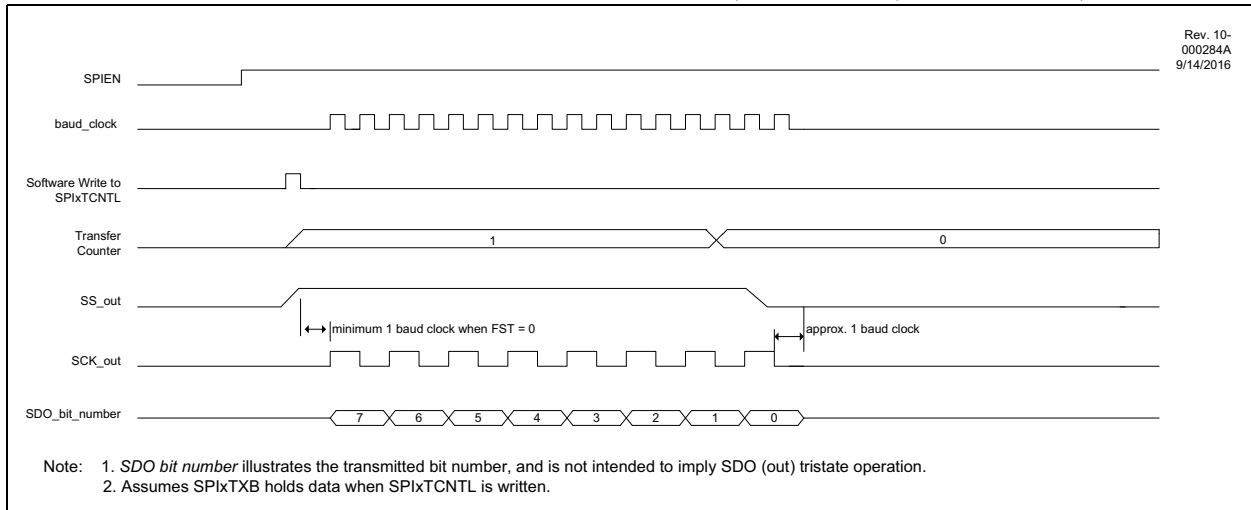 Rev. 10-
000284A
9/14/2016
SPIEN
baud_clock
Software Write to
SPIxTCNTL
Transfer
Counter
1
0
SS_out
minimum 1 baud clock when FST = 0
approx. 1 baud clock
SCK_out
SDO_bit_number
7 6 5 4 3 2 1 0
Note: 1. SDO bit number illustrates the transmitted bit number, and is not intended to imply SDO (out) tristate operation.
2. Assumes SPIxTXB holds data when SPIxTCNTL is written.